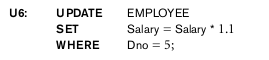 U6: UPDATE EMPLOYEE
SET Salary = Salary * 1.1
WHERE Dno = 5;